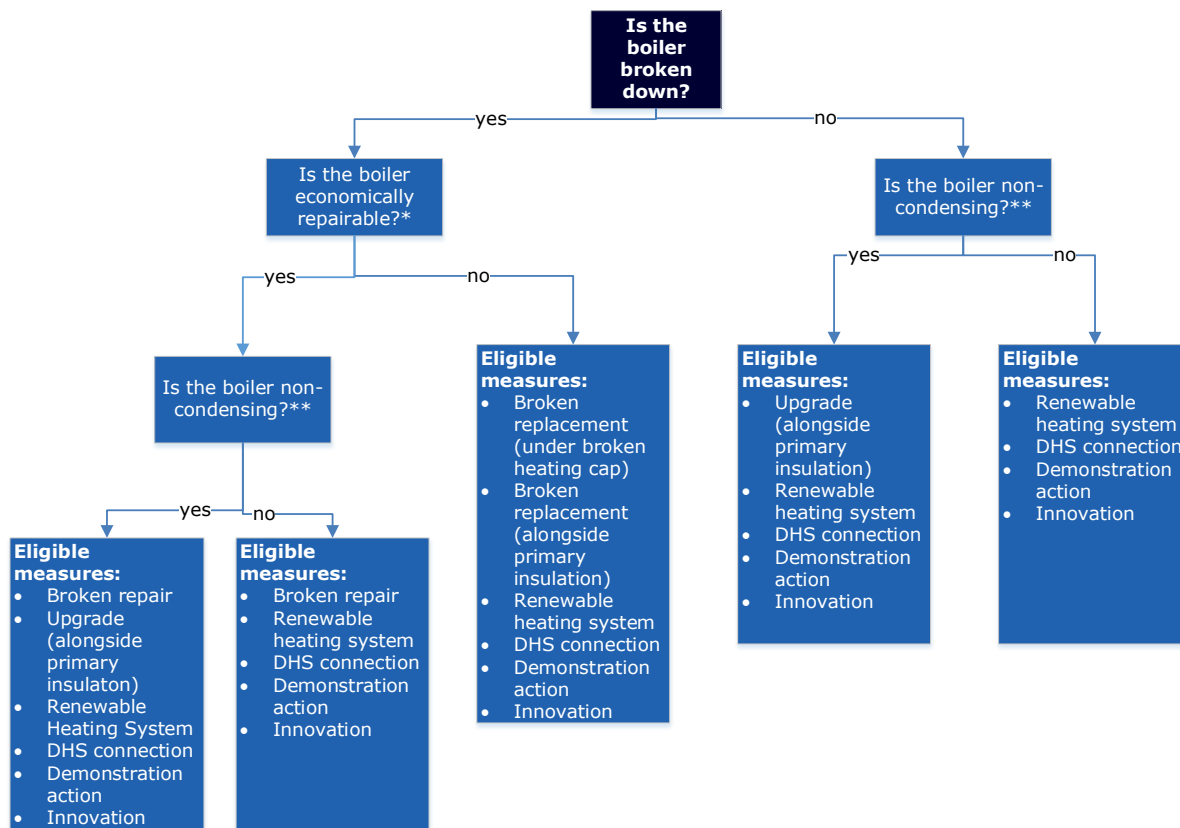 Is the
boiler
broken
down?
yes
no
Is the boiler
economically
repairable?*
Is the boiler non-
condensing?**
yes
no
yes
no
Is the boiler non-
condensing?**
Eligible
measures:
• Broken
replacement
(under broken
heating cap)
• Broken
replacement
(alongside
primary
insulation)
• Renewable
heating system
• DHS connection
• Demonstration
action
• Innovation
Eligible
measures:
• Upgrade
(alongside
primary
insulation)
• Renewable
heating system
• DHS connection
• Demonstration
action
• Innovation
Eligible
measures:
• Renewable
heating system
• DHS connection
• Demonstration
action
• Innovation
yes
no
Eligible
measures:
• Broken repair
• Upgrade
(alongside
primary
insulaton)
• Renewable
Heating System
• DHS connection
• Demonstration
action
• Innovation
Eligible
measures:
• Broken repair
• Renewable
heating system
• DHS connection
• Demonstration
action
• Innovation